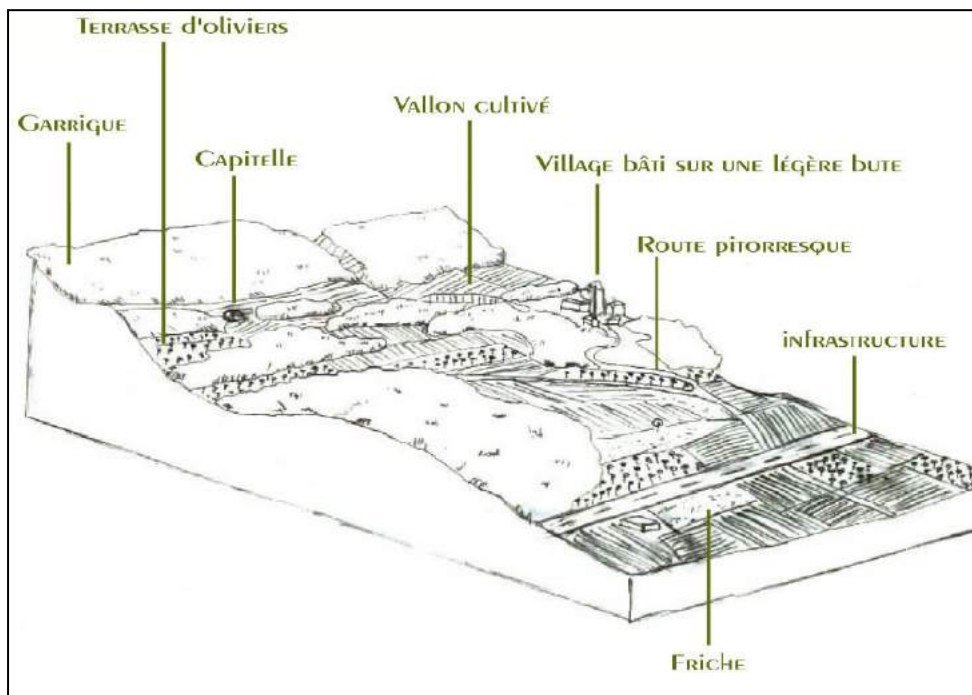 Terrasse d'oliviers
Vallon cultivé
Garrigue
Capitelle
Village bâti sur une légère bute
Route pitorresque
infrastructure
Friche